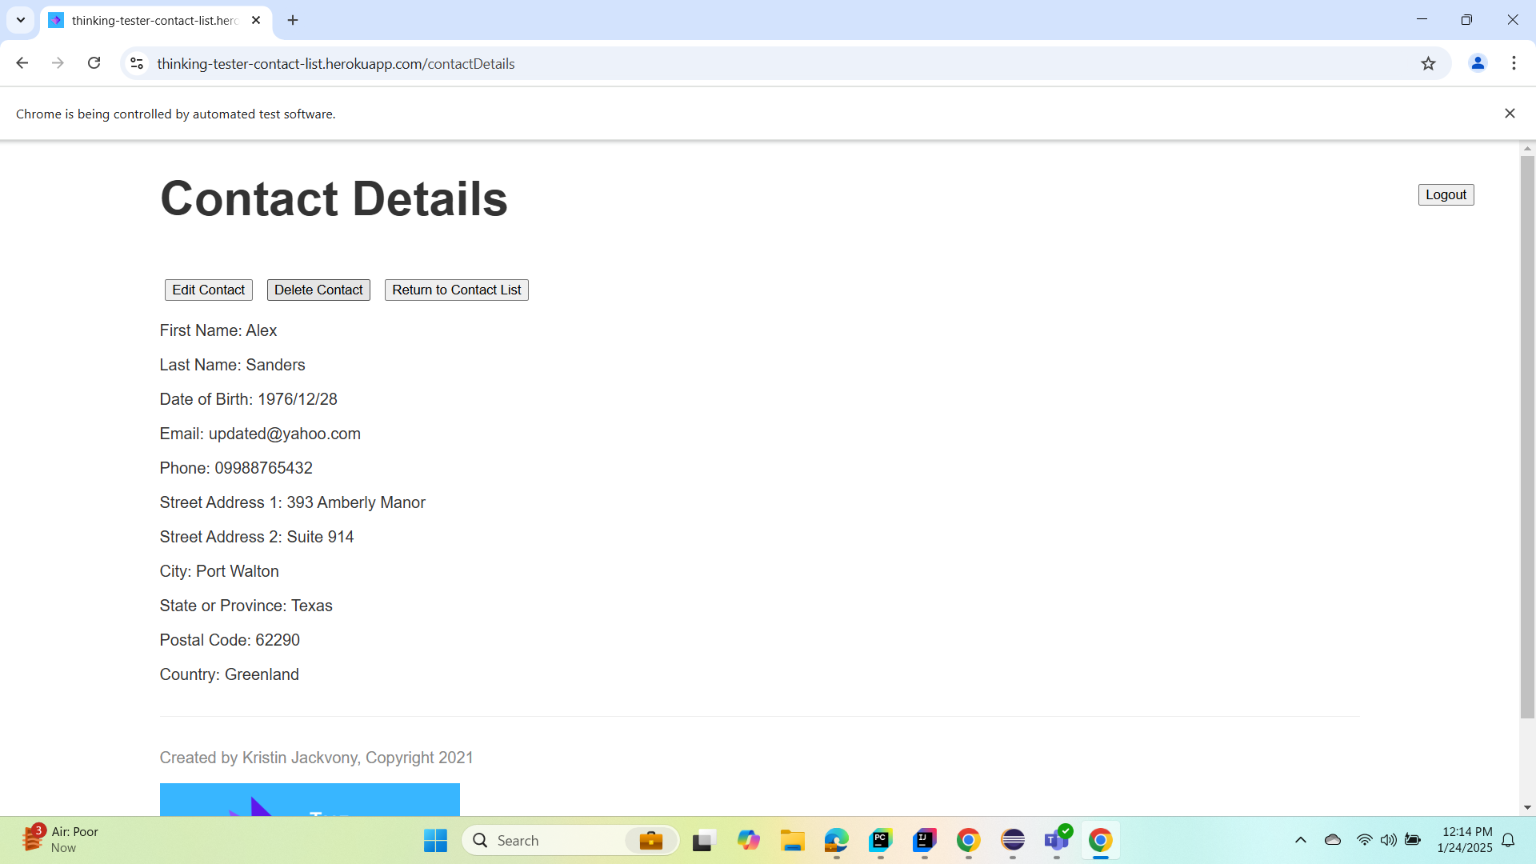 thinking-tester-contact-list.herc
thinking-tester-contact-list.herokuapp.com/contactDetails
Chrome is being controlled by automated test software.
Contact Details
Logout
Edit Contact
Delete Contact
Return to Contact List
First Name: Alex
Last Name: Sanders
Date of Birth: 1976/12/28
Email: updated@yahoo.com
Phone: 09988765432
Street Address 1: 393 Amberly Manor
Street Address 2: Suite 914
City: Port Walton
State or Province: Texas
Postal Code: 62290
Country: Greenland
Created by Kristin Jackvony, Copyright 2021
3
Air: Poor
Now
Search
PC
IJ
12:14 PM
1/24/2025